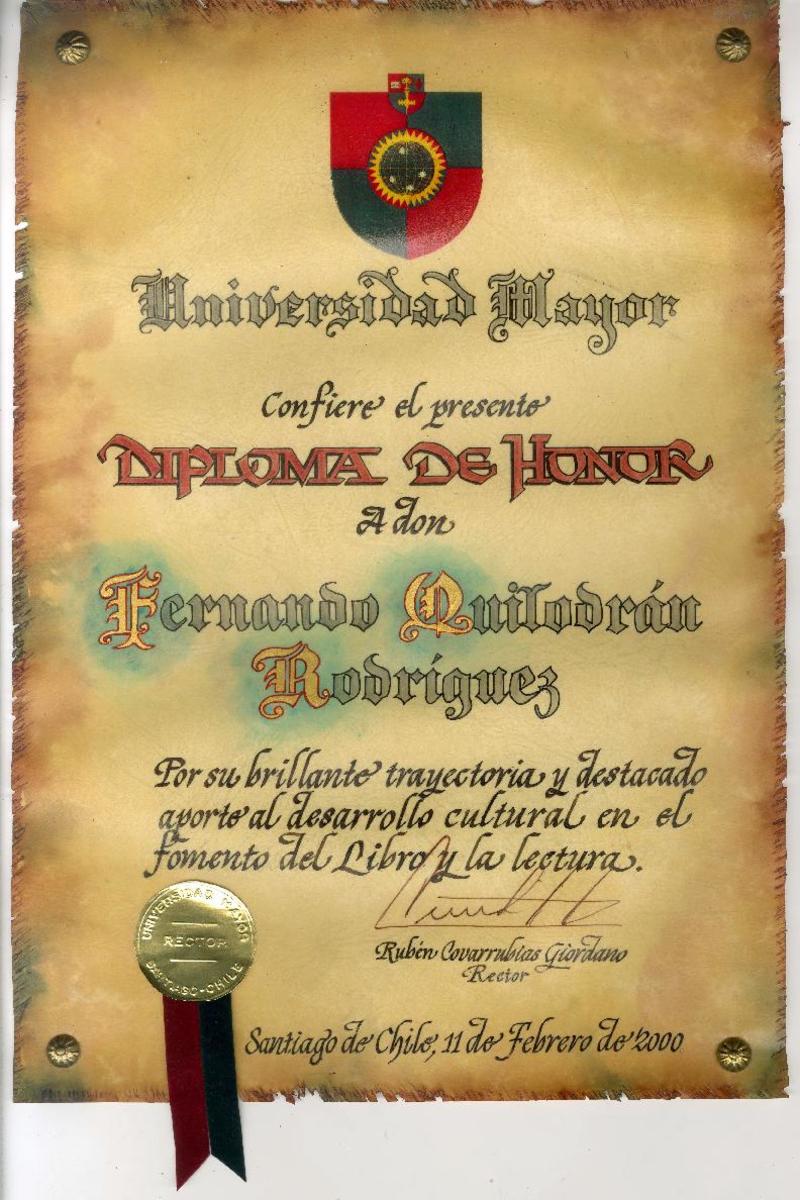 Universidad Mayor
Confiere el presente
DIPLOMA DE HONOR
A don
Fernando Quilodrán
Rodríguez
Por su brillante trayectoria y destacado
aporte al desarrollo cultural en el
fomento del Libro y la lectura.
UNIVERSIDAD MAYOR
RECTOR
SANTIAGO-CHILE
Rubén Covarrubias Giordano
Rector
Santiago de Chile, 11 de Febrero de 2000